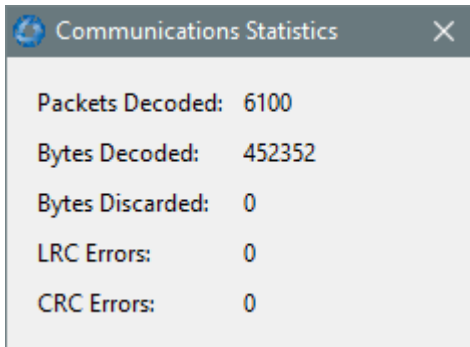 Communications Statistics
Packets Decoded: 6100
Bytes Decoded: 452352
Bytes Discarded: 0
LRC Errors: 0
CRC Errors: 0